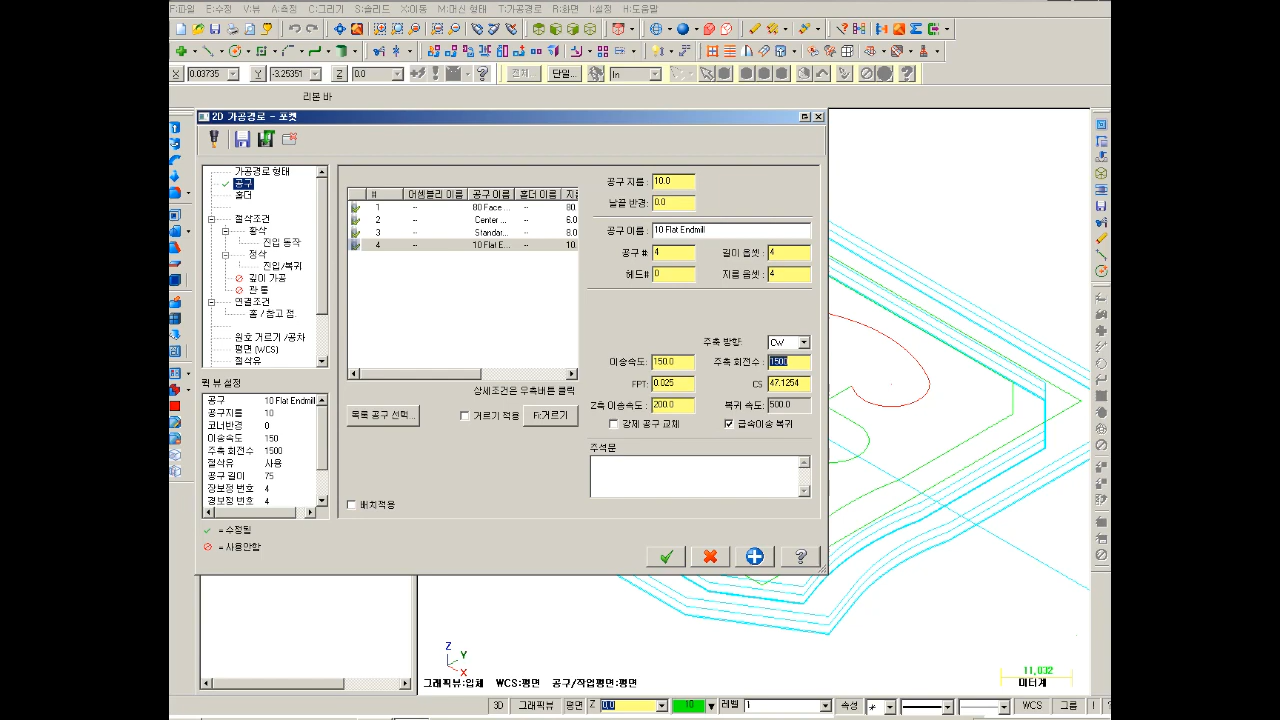 F:파일 E:수정 V:뷰 A:측정 C:그리기 S:솔리드 X:이동 M:머신 형태 T:가공경로 R:화면 I:설정 H:도움말
X 0.03735 Y -3.25351 Z 0.0 전체... 단일... In
리본 바
2D 가공경로 - 포켓
가공경로 형태
공구
홀더
절삭조건
황삭
진입 동작
정삭
진입/복귀
깊이 가공
관통
연결조건
홈 / 참고 점.
원호 거르기 /공차
평면 (WCS)
절삭유
# 어셈블리 이름 공구 이름 홀더 이름 지름
1 -- 80 Face ... -- 80.
2 -- Center ... -- 6.0
3 -- Standar... -- 8.0
4 -- 10 Flat E... -- 10.
상세조건은 우측버튼 클릭
목록 공구 선택...
거르기 적용
F:거르기
배치적용
공구 지름 : 10.0
날끝 반경: 0.0
공구 이름: 10 Flat Endmill
공구 # 4 길이 옵셋 : 4
헤드# 0 지름 옵셋 : 4
주축 방향: CW
이송속도: 150.0 주축 회전수 : 1500
FPT: 0.025 CS 47.1254
Z축 이송속도 : 200.0 복귀 속도: 500.0
강제 공구 교체 급속이송 복귀
주석문
퀵 뷰 설정
공구 10 Flat Endmill
공구지름 10
코너반경 0
이송속도 150
주축 회전수 1500
절삭유 사용
공구 길이 75
장보정 번호 4
경보정 번호 4
= 수정됨
= 사용안함
Z
Y
X
그래픽뷰:입체 WCS:평면 공구/작업평면:평면
11,032
미터계
3D 그래픽뷰 평면 Z 0.0 10 레벨 1 속성 WCS 그룹